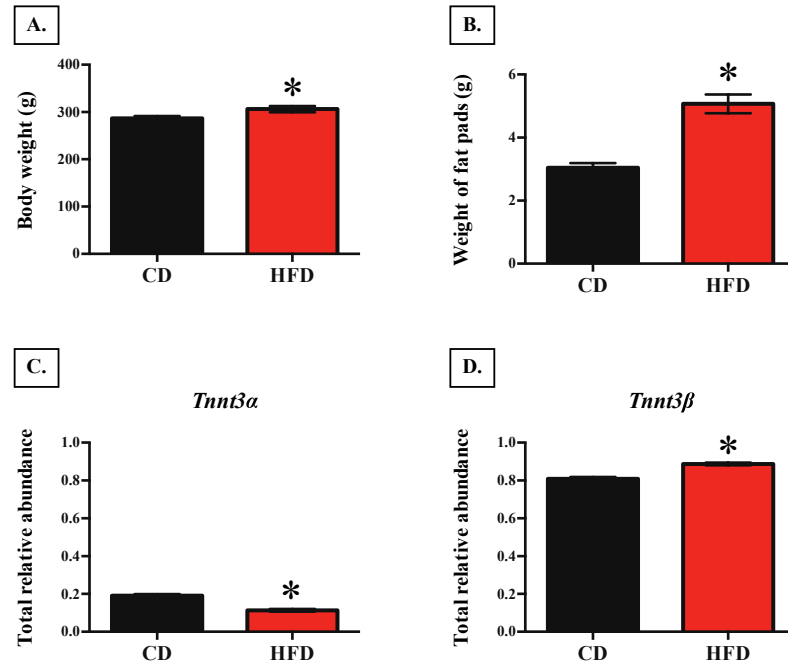 A.
Body weight (g)
400
300
200
100
0
*
CD
HFD
B.
Weight of fat pads (g)
6
4
2
0
*
CD
HFD
C.
Tnnt3α
Total relative abundance
1.0
0.8
0.6
0.4
0.2
0.0
*
CD
HFD
D.
Tnnt3β
Total relative abundance
1.0
0.8
0.6
0.4
0.2
0.0
*
CD
HFD